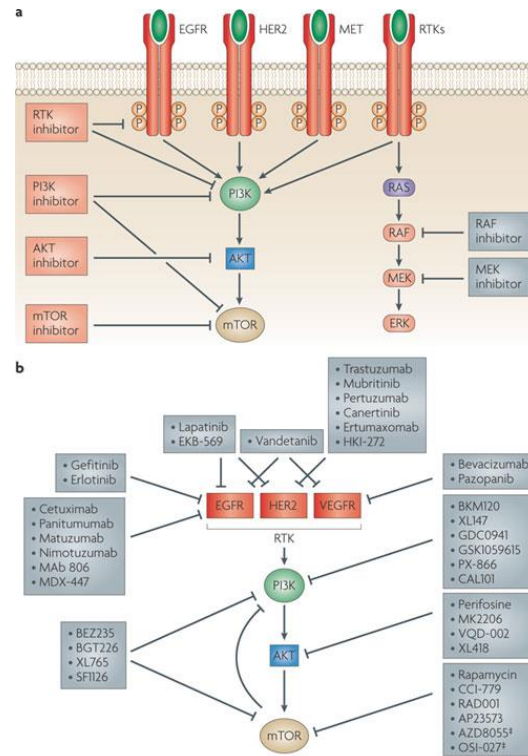 a
EGFR
HER2
MET
RTKs
P P P P P P P P
P P P P P P P P
RTK
inhibitor
PI3K
inhibitor
AKT
inhibitor
mTOR
inhibitor
PI3K
AKT
mTOR
RAS
RAF
MEK
ERK
RAF
inhibitor
MEK
inhibitor
b
• Lapatinib
• EKB-569
• Vandetanib
• Trastuzumab
• Mubritinib
• Pertuzumab
• Canertinib
• Ertumaxomab
• HKI-272
• Gefitinib
• Erlotinib
• Cetuximab
• Panitumumab
• Matuzumab
• Nimotuzumab
• MAb 806
• MDX-447
EGFR
HER2
VEGFR
RTK
PI3K
AKT
mTOR
• BEZ235
• BGT226
• XL765
• SF1126
• Bevacizumab
• Pazopanib
• BKM120
• XL147
• GDC0941
• GSK1059615
• PX-866
• CAL101
• Perifosine
• MK2206
• VQD-002
• XL418
• Rapamycin
• CCI-779
• RAD001
• AP23573
• AZD8055‡
• OSI-027‡